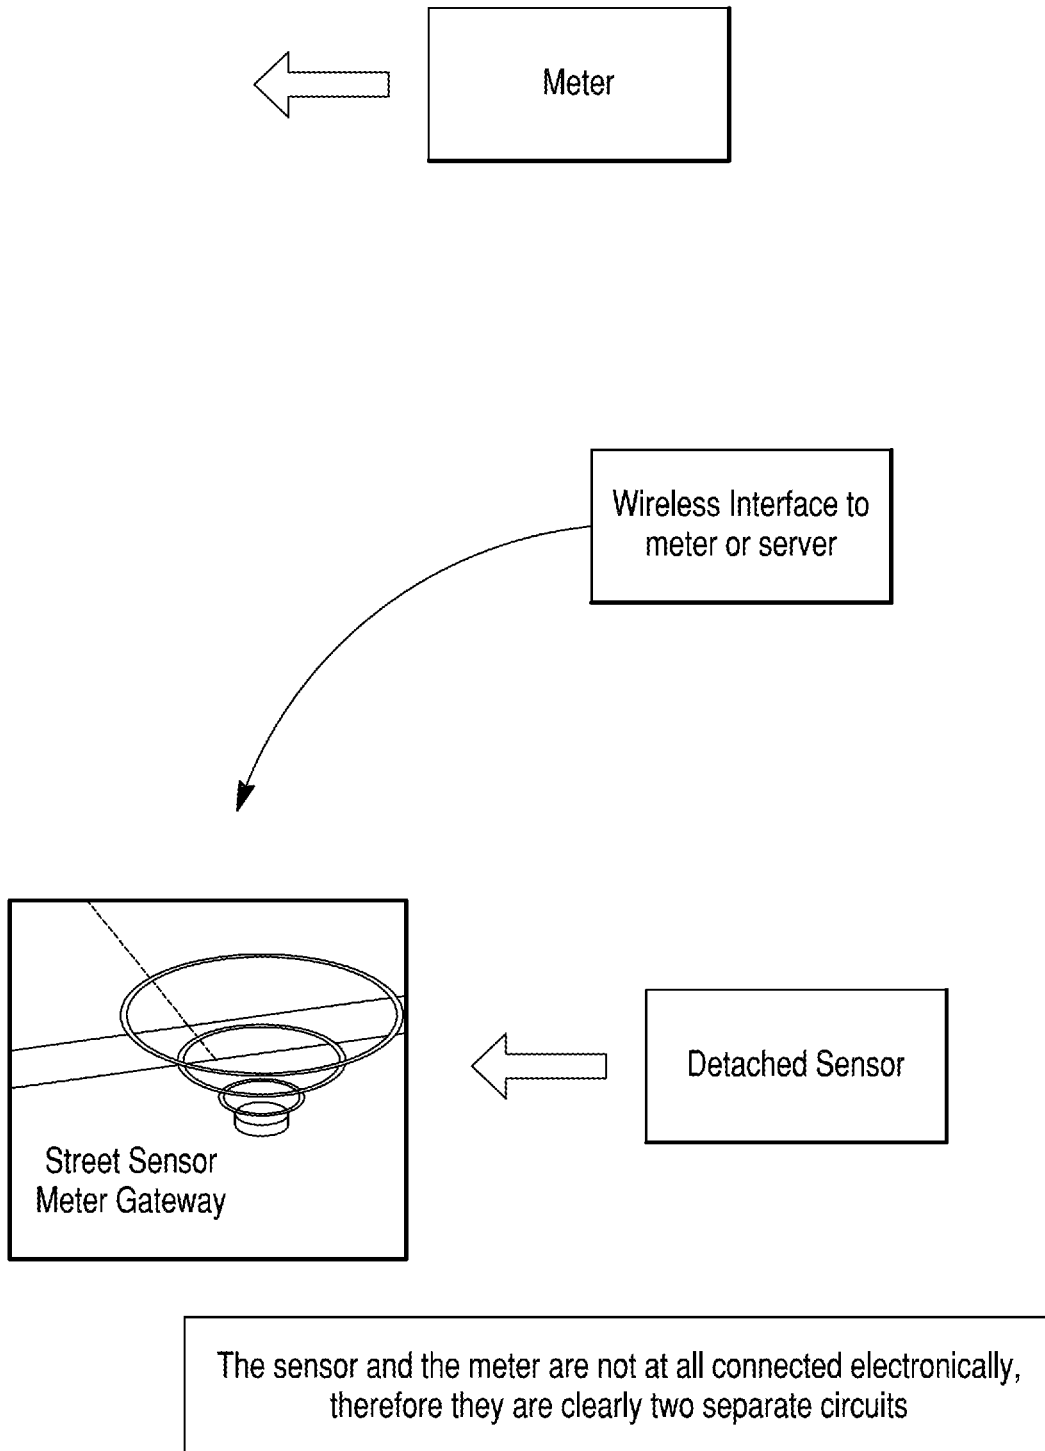 Meter
Wireless Interface to
meter or server
Detached Sensor
Street Sensor
Meter Gateway
The sensor and the meter are not at all connected electronically,
therefore they are clearly two separate circuits